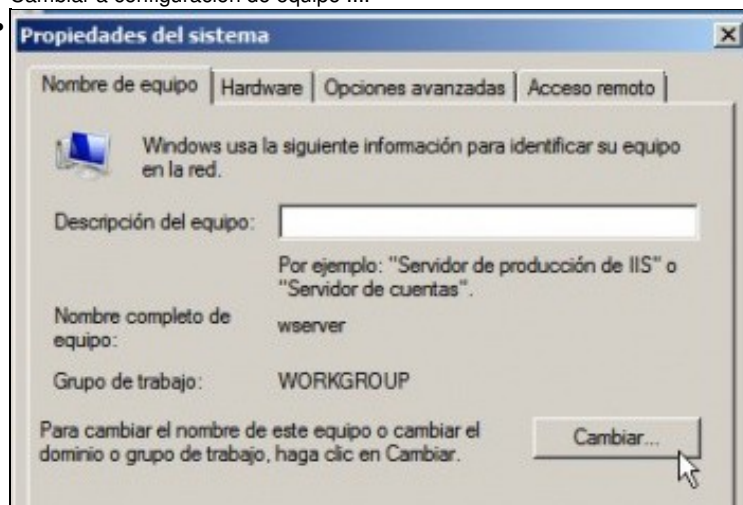 Cambiar a configuración de equipo ....
Propiedades del sistema
Nombre de equipo Hardware Opciones avanzadas Acceso remoto
Windows usa la siguiente información para identificar su equipo
en la red.
Descripción del equipo:
Por ejemplo: "Servidor de producción de IIS" o
"Servidor de cuentas".
Nombre completo de
equipo:
wserver
Grupo de trabajo: WORKGROUP
Para cambiar el nombre de este equipo o cambiar el
dominio o grupo de trabajo, haga clic en Cambiar.
Cambiar...